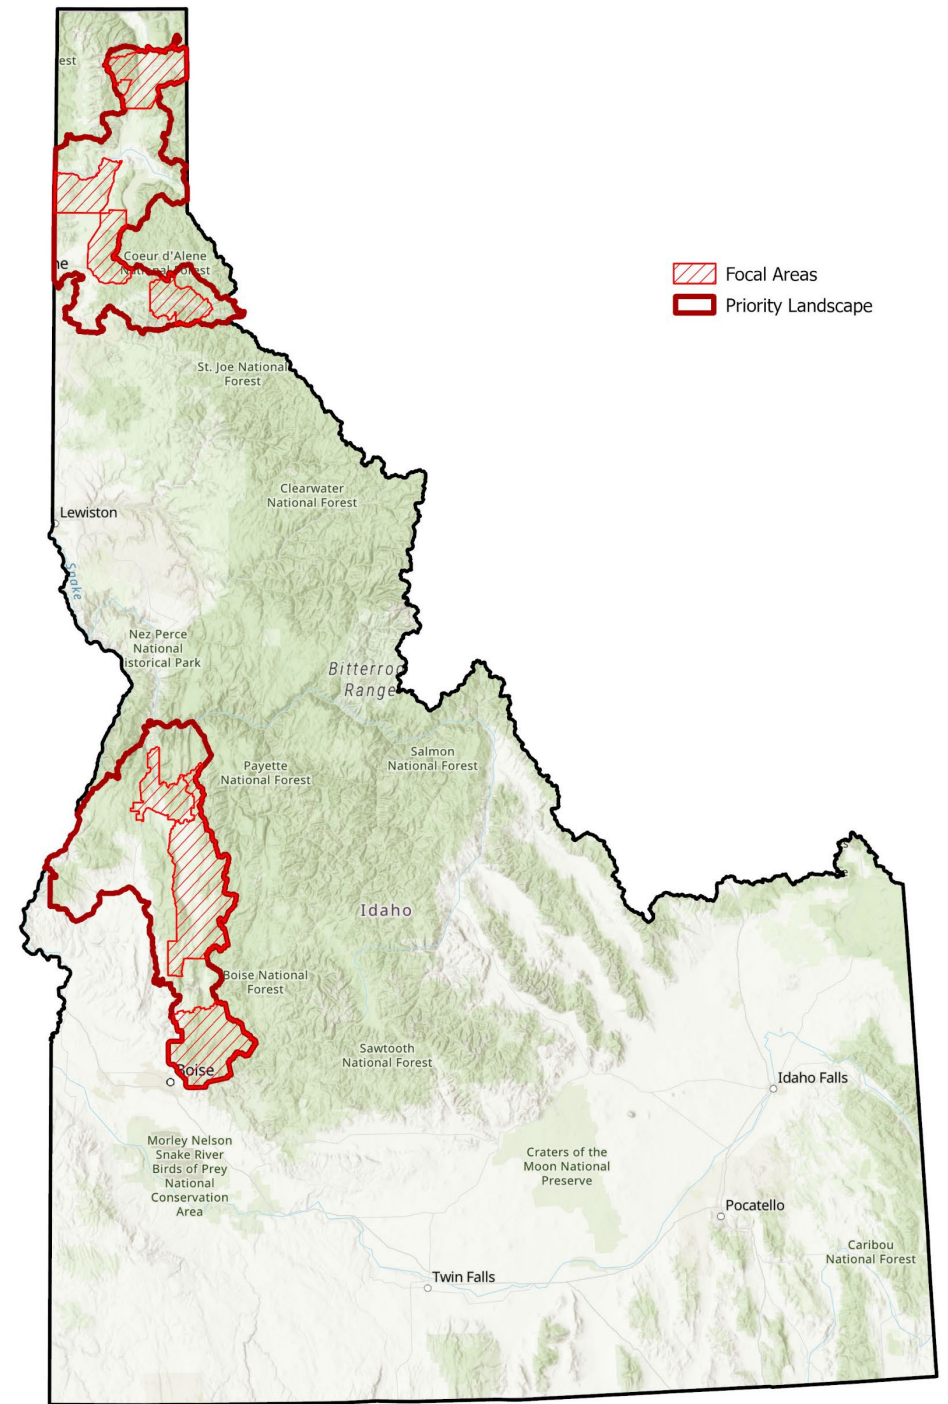 est
Coeur d'Alene
National Forest
ne
Focal Areas
Priority Landscape
St. Joe National
Forest
Clearwater
National Forest
Lewiston
Snake
Nez Perce
National
istorical Park
Bitterroo
Range
Salmon
National Forest
Payette
National Forest
Idaho
Boise National
Forest
Sawtooth
National Forest
Boise
Idaho Falls
Morley Nelson
Snake River
Birds of Prey
National
Conservation
Area
Craters of the
Moon National
Preserve
Pocatello
Caribou
National Forest
Twin Falls